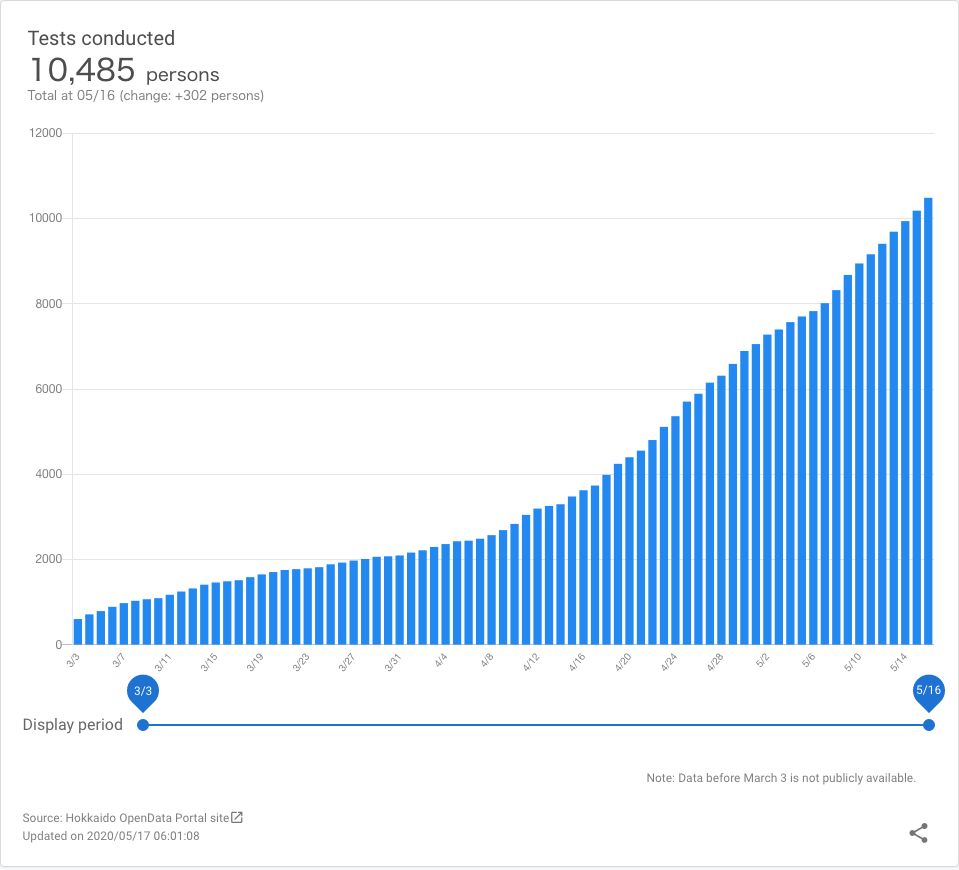 Tests conducted
10,485 persons
Total at 05/16 (change: +302 persons)
12000
10000
8000
6000
4000
2000
0
3/3 3/7 3/11 3/15 3/19 3/23 3/27 3/31 4/4 4/8 4/12 4/16 4/20 4/24 4/28 5/2 5/6 5/10 5/14
3/3 5/16
Display period
Note: Data before March 3 is not publicly available.
Source: Hokkaido OpenData Portal site
Updated on 2020/05/17 06:01:08